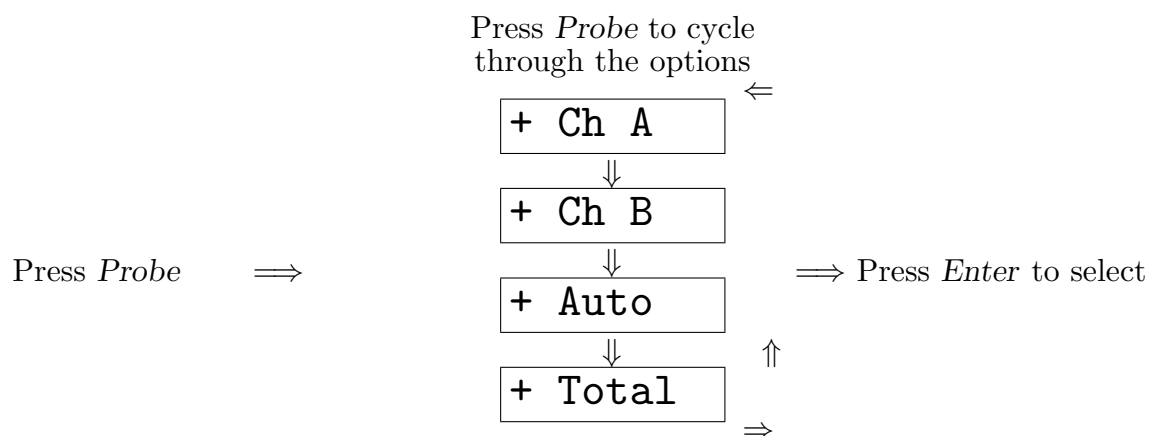 Press Probe to cycle
through the options
⇐
+ Ch A
⇓
+ Ch B
⇓
Press Probe ⟹ ⟹ Press Enter to select
+ Auto
⇓ ⇑
+ Total
⇒